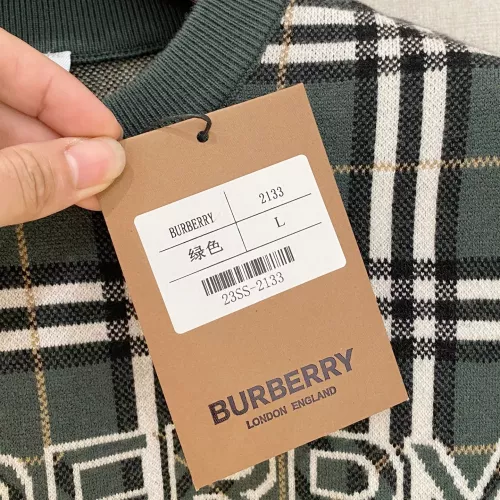 BURBERRY 2133
绿色 L
23SS-2133
BURBERRY
LONDON ENGLAND